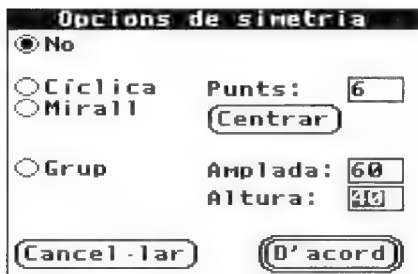 Opcions de simetria
No
Cíclica Punts: 6
Mirall (Centrar)
Grup Amplada: 60
Altura: 40
Cancel·lar D'acord